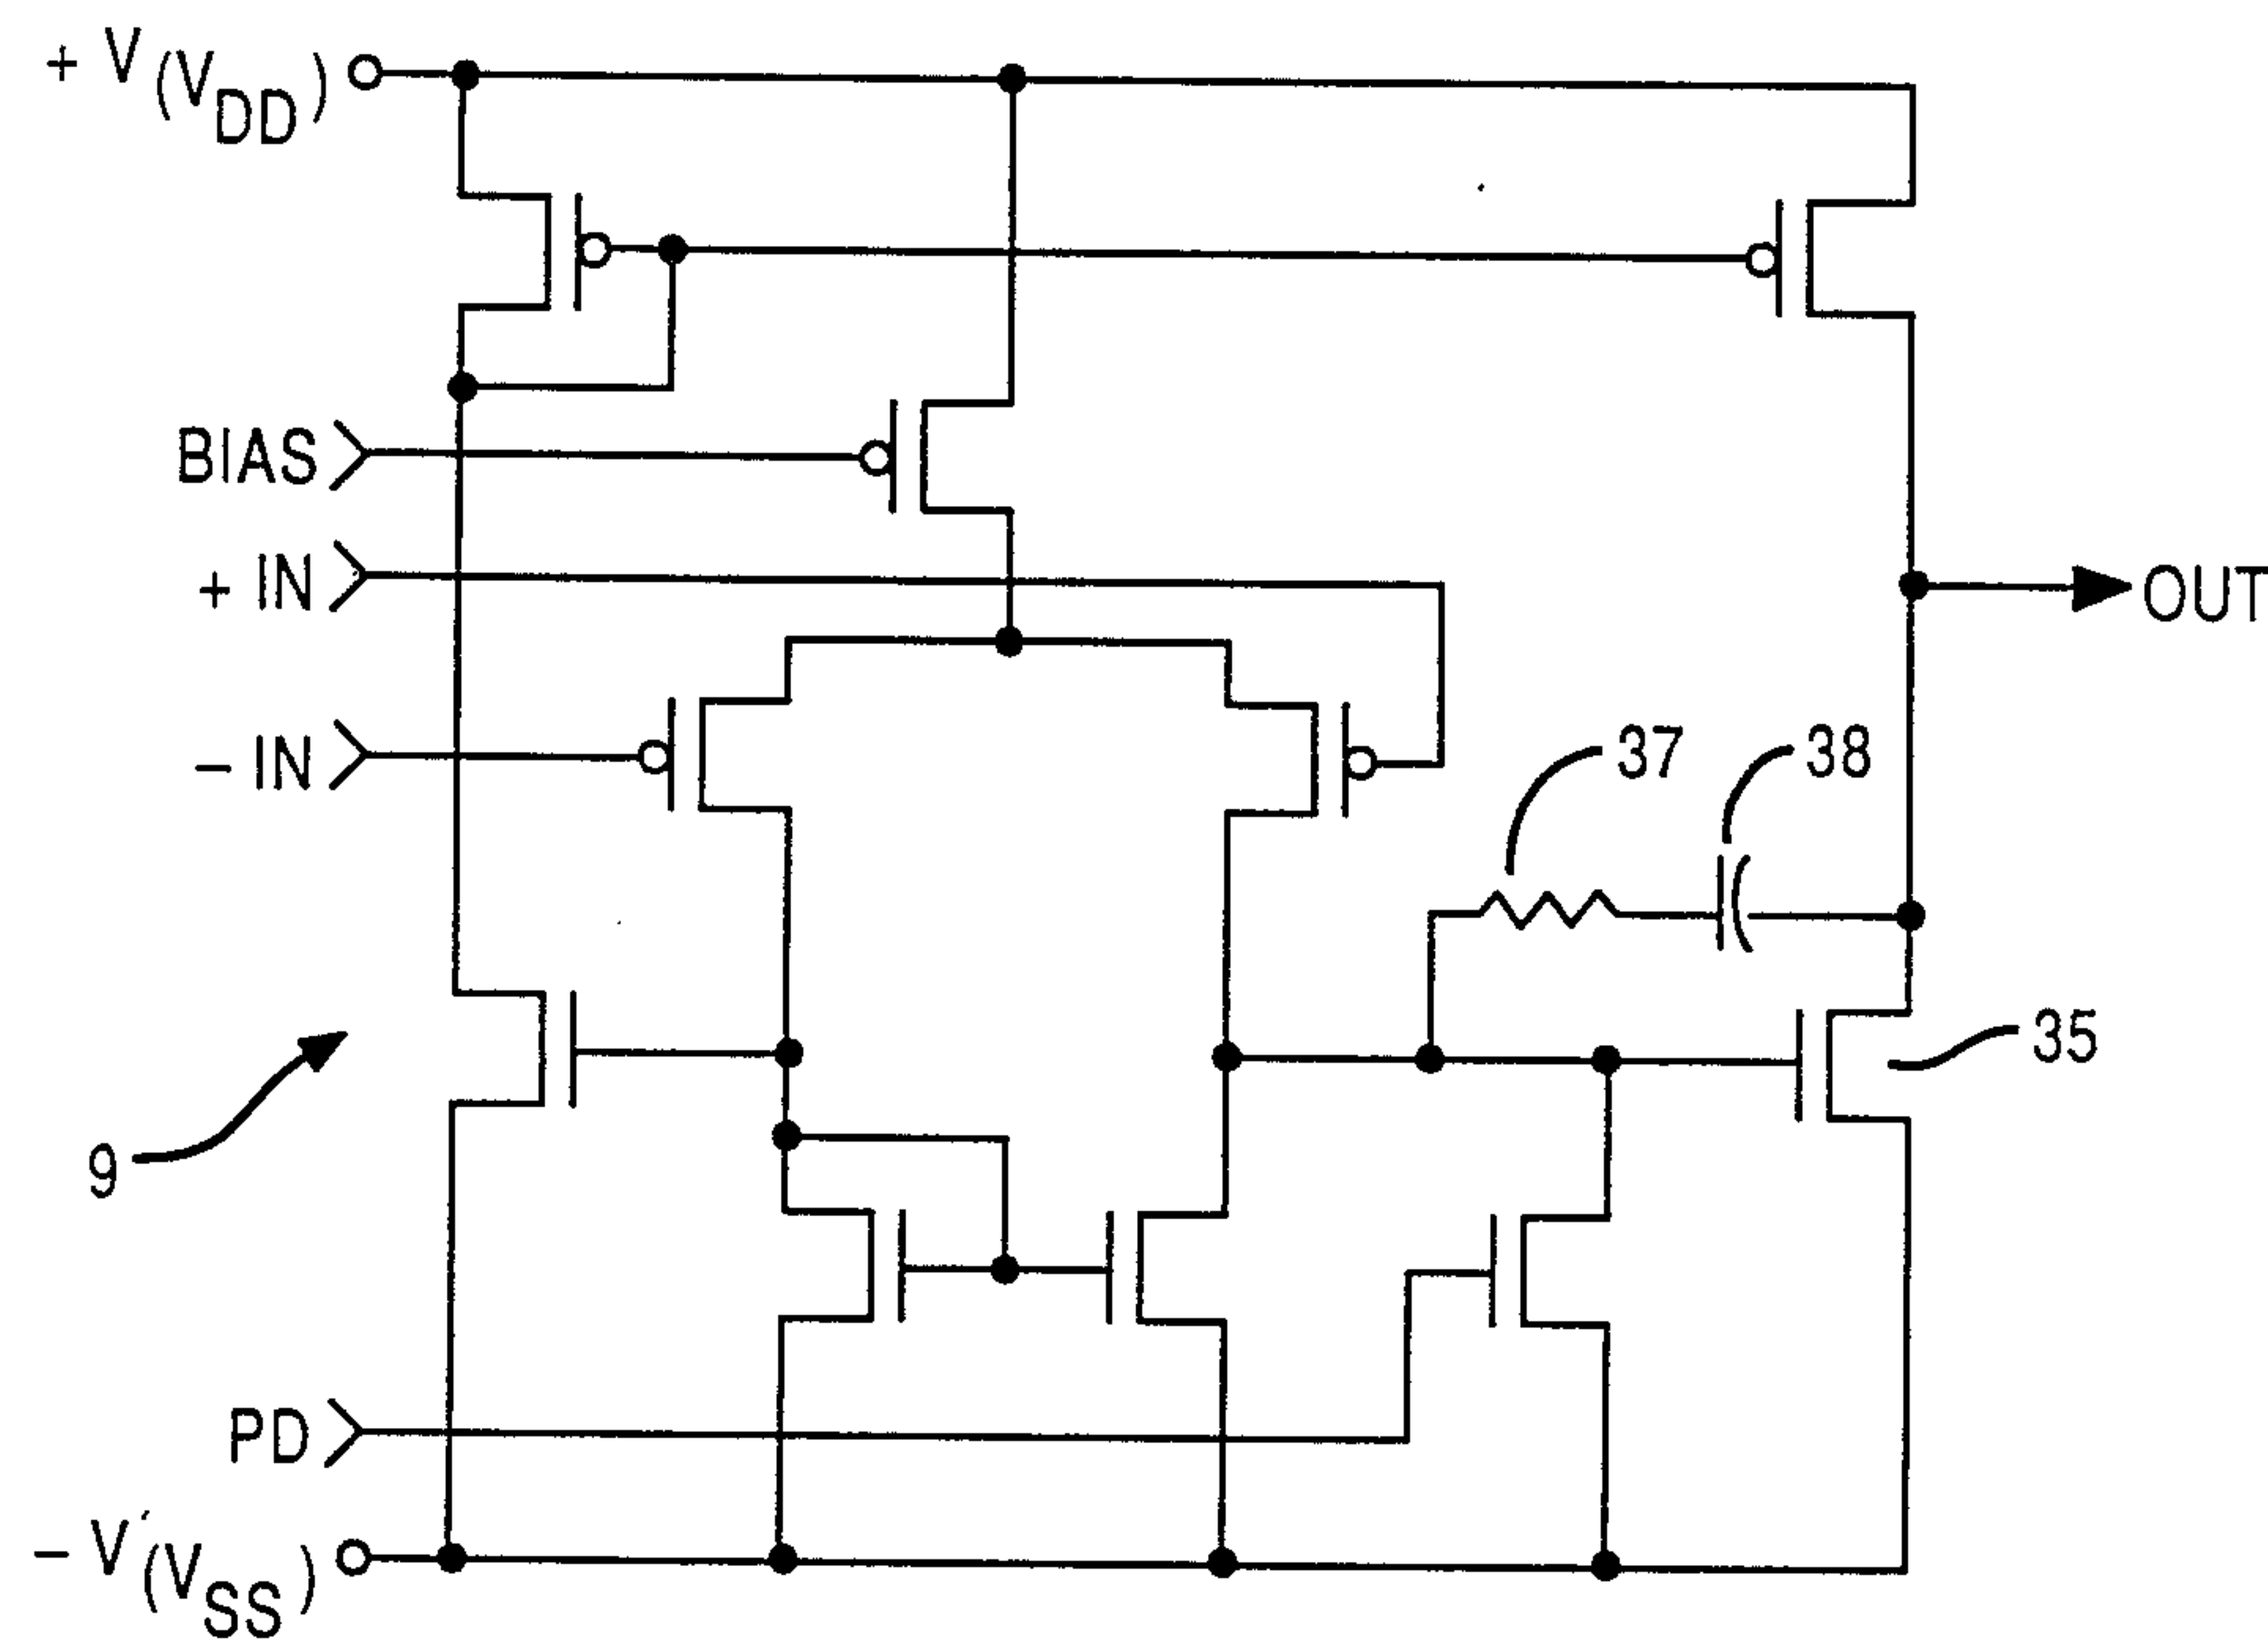 + V (VDD)
BIAS
+ IN
OUT
- IN
37
38
35
9
PD
- V (VSS)